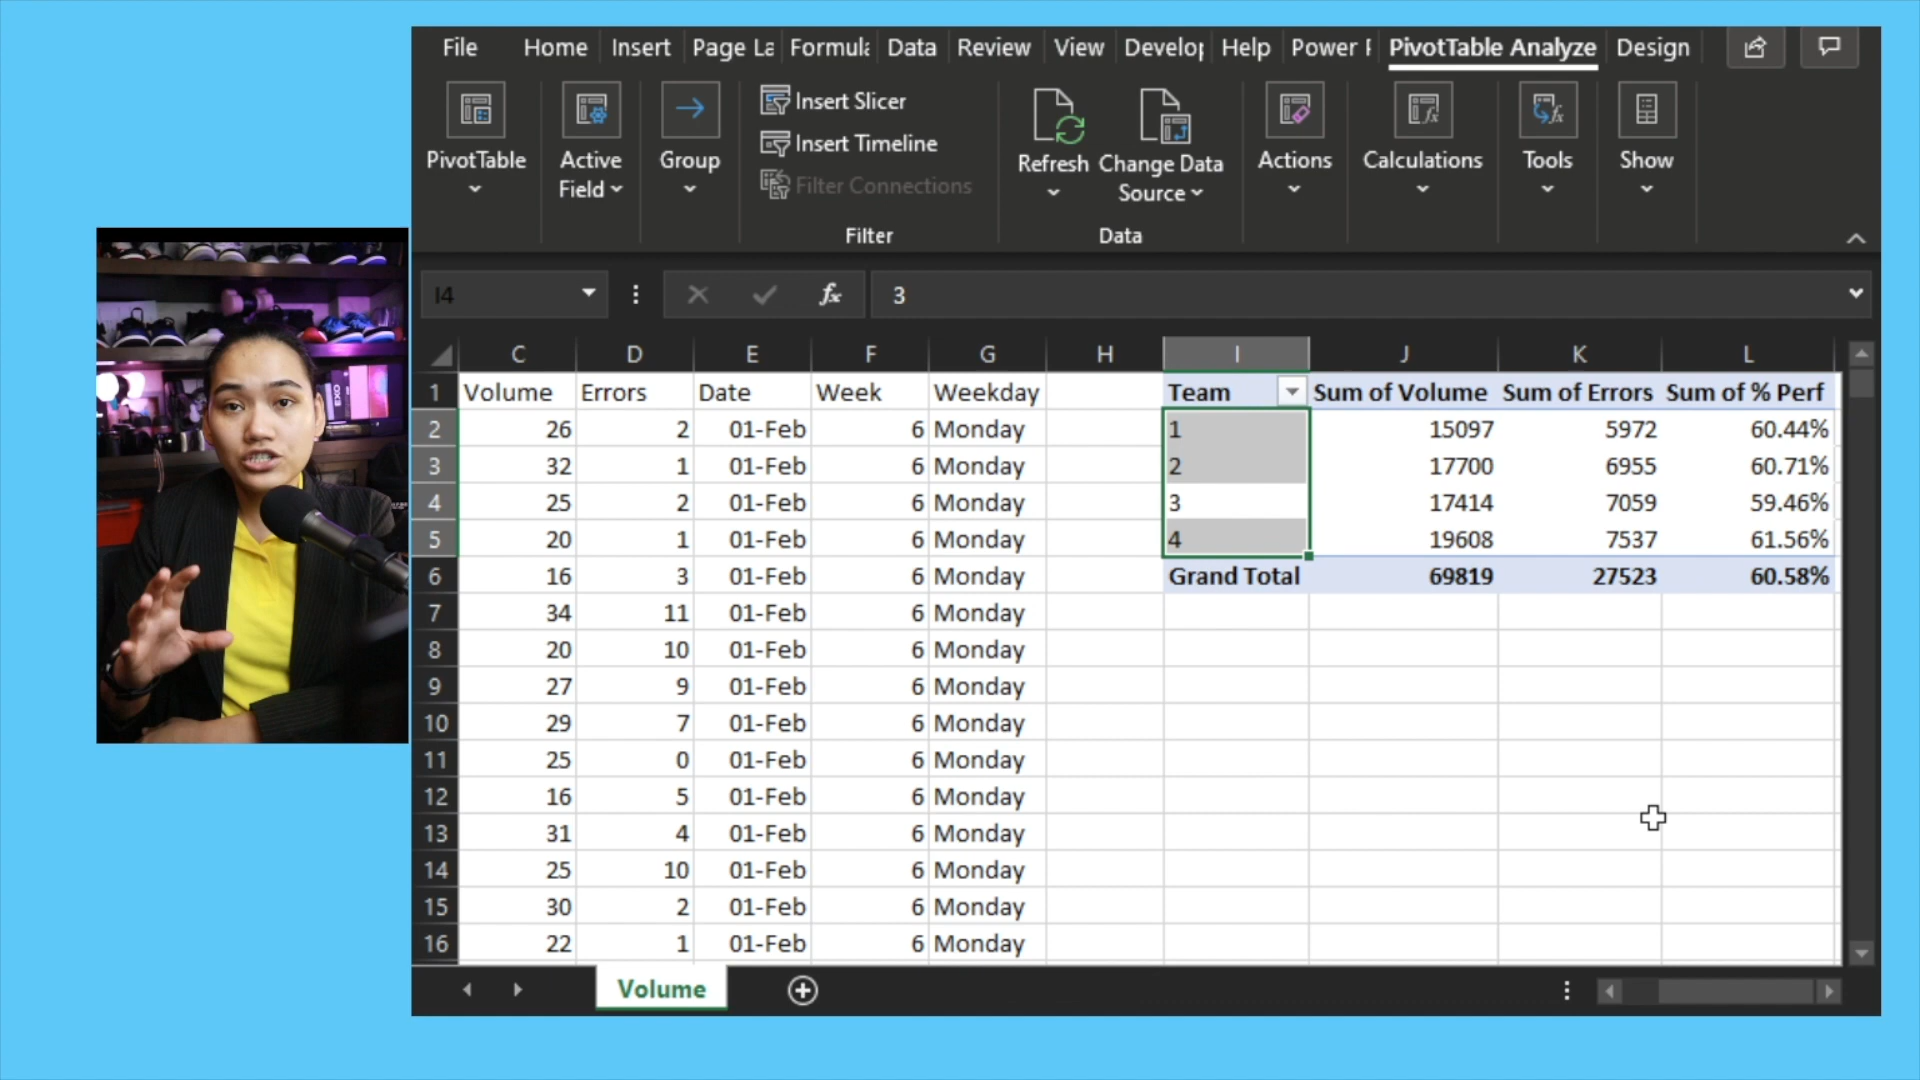 File Home Insert Page La Formula Data Review View Develop Help Power PivotTable Analyze Design
Insert Slicer
Insert Timeline
Filter Connections
PivotTable
Active
Field
Group
Filter
Refresh
Change Data
Source
Data
Actions
Calculations
Tools
Show
I4 fx 3
C D E F G H I J K L
1 Volume Errors Date Week Weekday Team Sum of Volume Sum of Errors Sum of % Perf
2 26 2 01-Feb 6 Monday 1 15097 5972 60.44%
3 32 1 01-Feb 6 Monday 2 17700 6955 60.71%
4 25 2 01-Feb 6 Monday 3 17414 7059 59.46%
5 20 1 01-Feb 6 Monday 4 19608 7537 61.56%
6 16 3 01-Feb 6 Monday Grand Total 69819 27523 60.58%
7 34 11 01-Feb 6 Monday
8 20 10 01-Feb 6 Monday
9 27 9 01-Feb 6 Monday
10 29 7 01-Feb 6 Monday
11 25 0 01-Feb 6 Monday
12 16 5 01-Feb 6 Monday
13 31 4 01-Feb 6 Monday
14 25 10 01-Feb 6 Monday
15 30 2 01-Feb 6 Monday
16 22 1 01-Feb 6 Monday
Volume